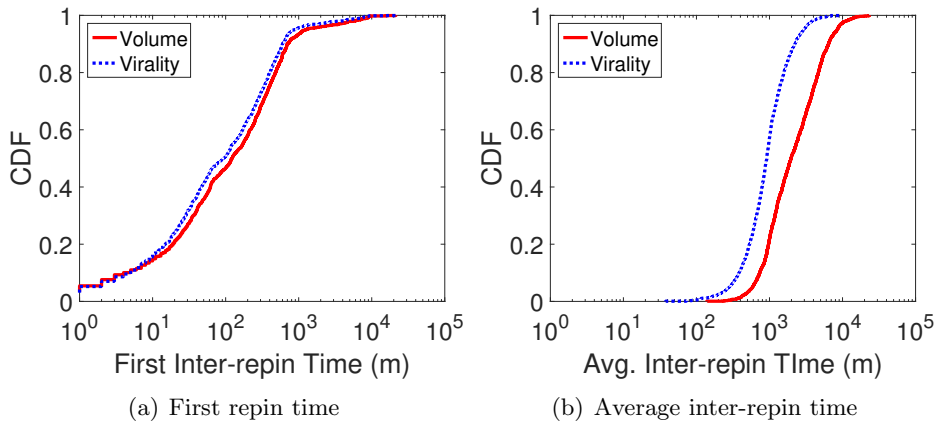 Volume
Virality
CDF
1
0.8
0.6
0.4
0.2
0
10^0 10^1 10^2 10^3 10^4 10^5
First Inter-repin Time (m)
(a) First repin time
Volume
Virality
CDF
1
0.8
0.6
0.4
0.2
0
10^0 10^1 10^2 10^3 10^4 10^5
Avg. Inter-repin TIme (m)
(b) Average inter-repin time